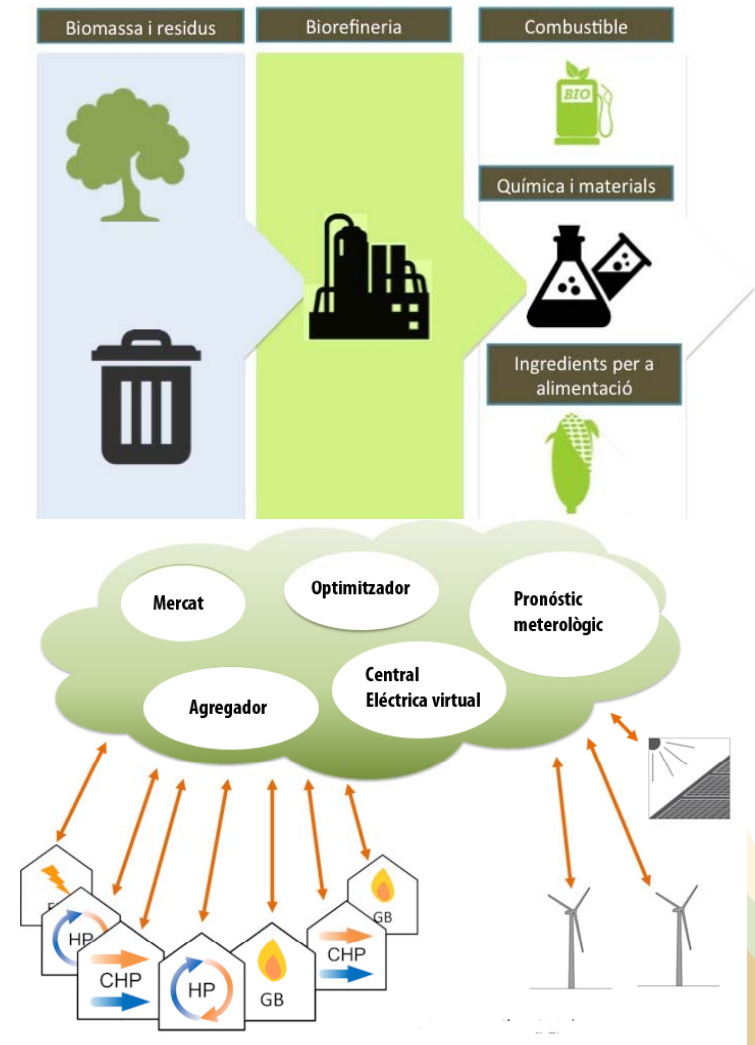 Biomassa i residus
Biorefineria
Combustible
BIO
Química i materials
Ingredients per a
alimentació
Mercat
Optimitzador
Pronóstic
meterològic
Agregador
Central
Eléctrica virtual
HP
CHP
HP
GB
CHP
GB